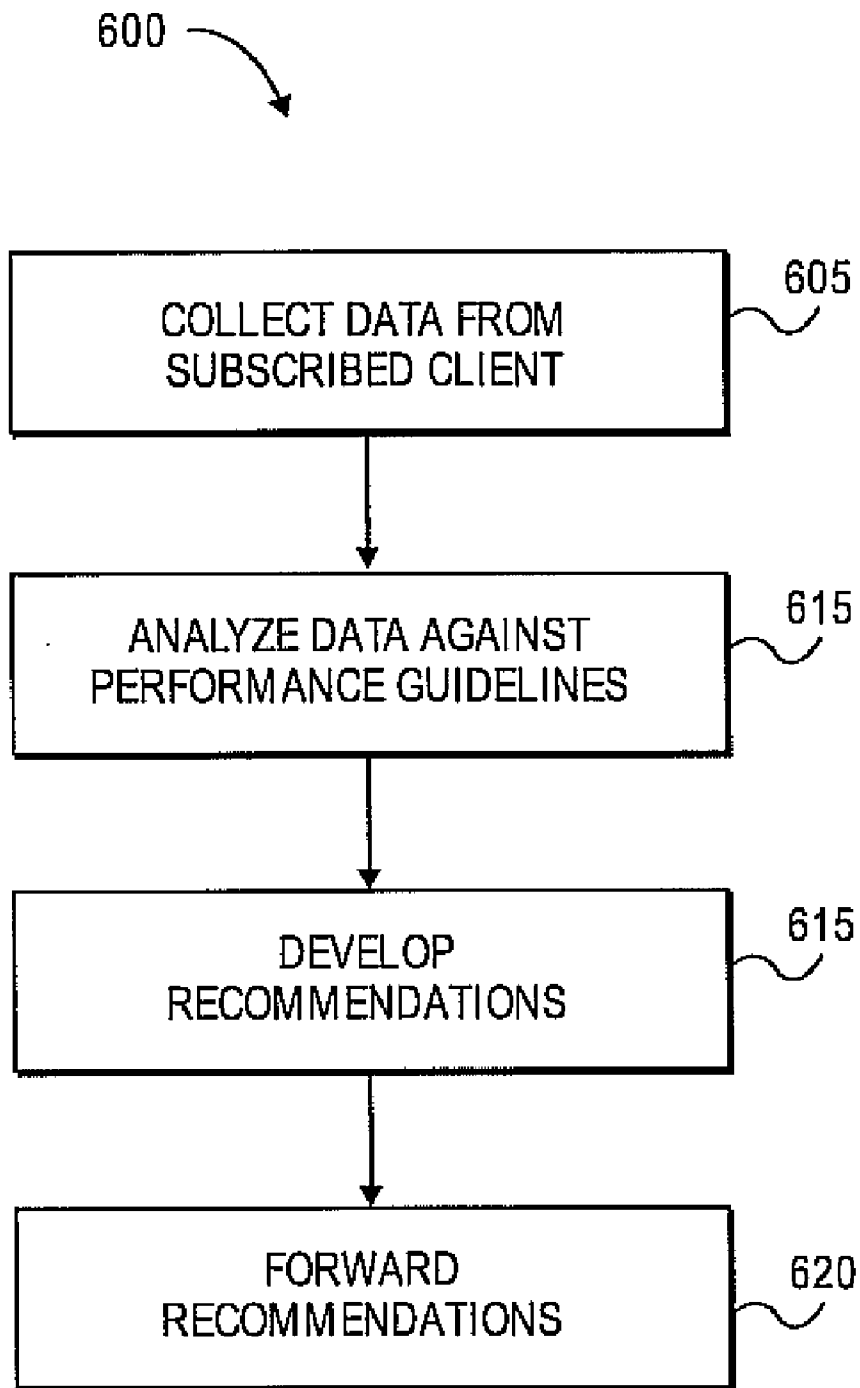 600
COLLECT DATA FROM
SUBSCRIBED CLIENT
605
ANALYZE DATA AGAINST
PERFORMANCE GUIDELINES
615
DEVELOP
RECOMMENDATIONS
615
FORWARD
RECOMMENDATIONS
620